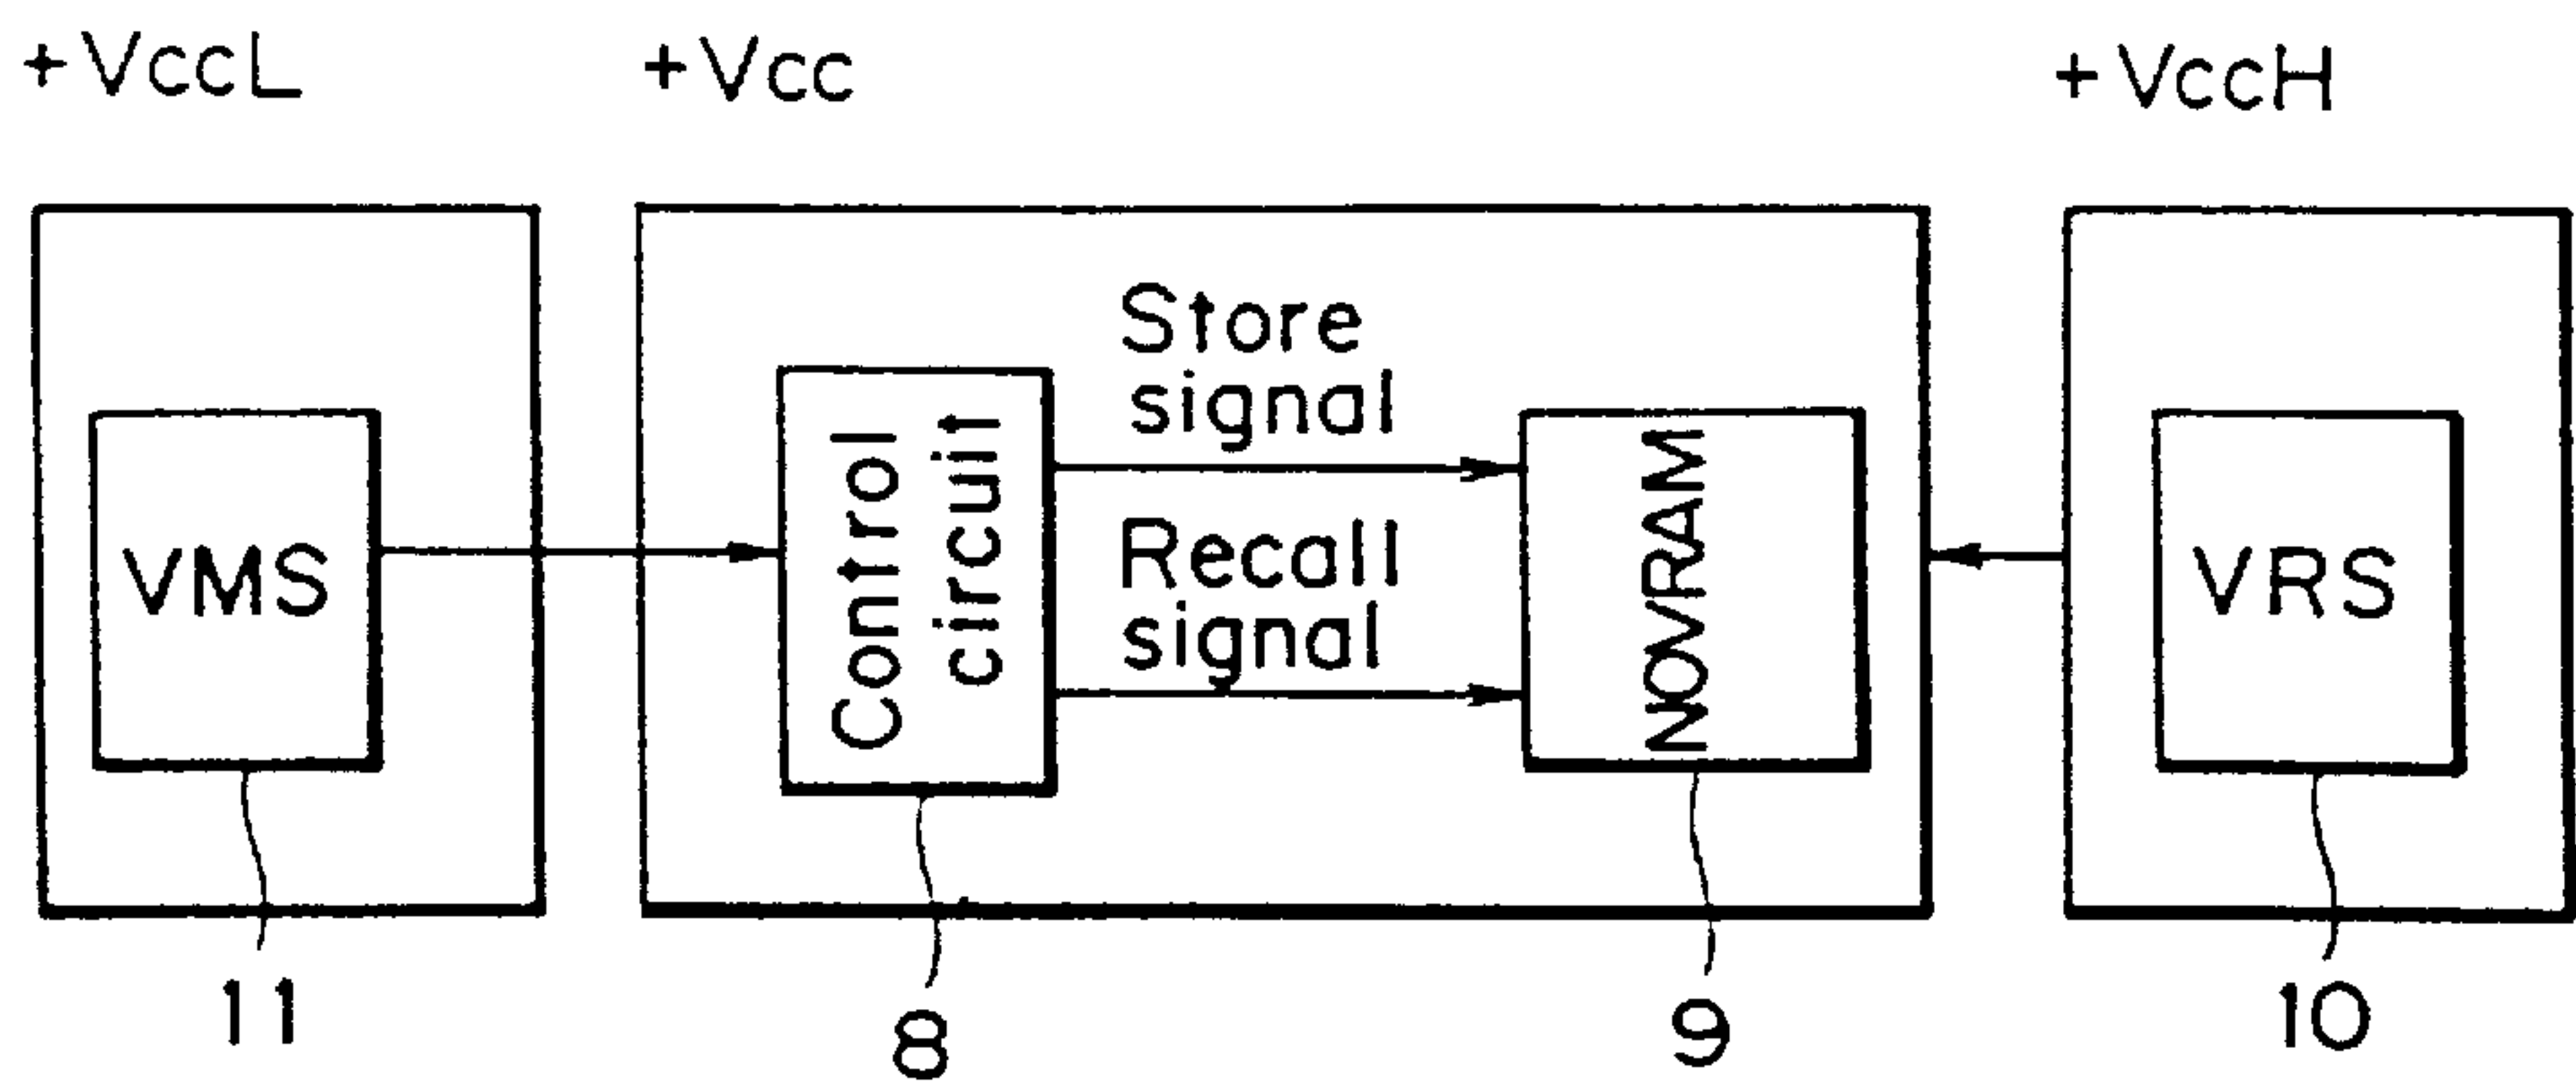 +VccL
+Vcc
+VccH
Store
signal
Recall
signal
VMS
Control
circuit
NOVRAM
VRS
11
8
9
10